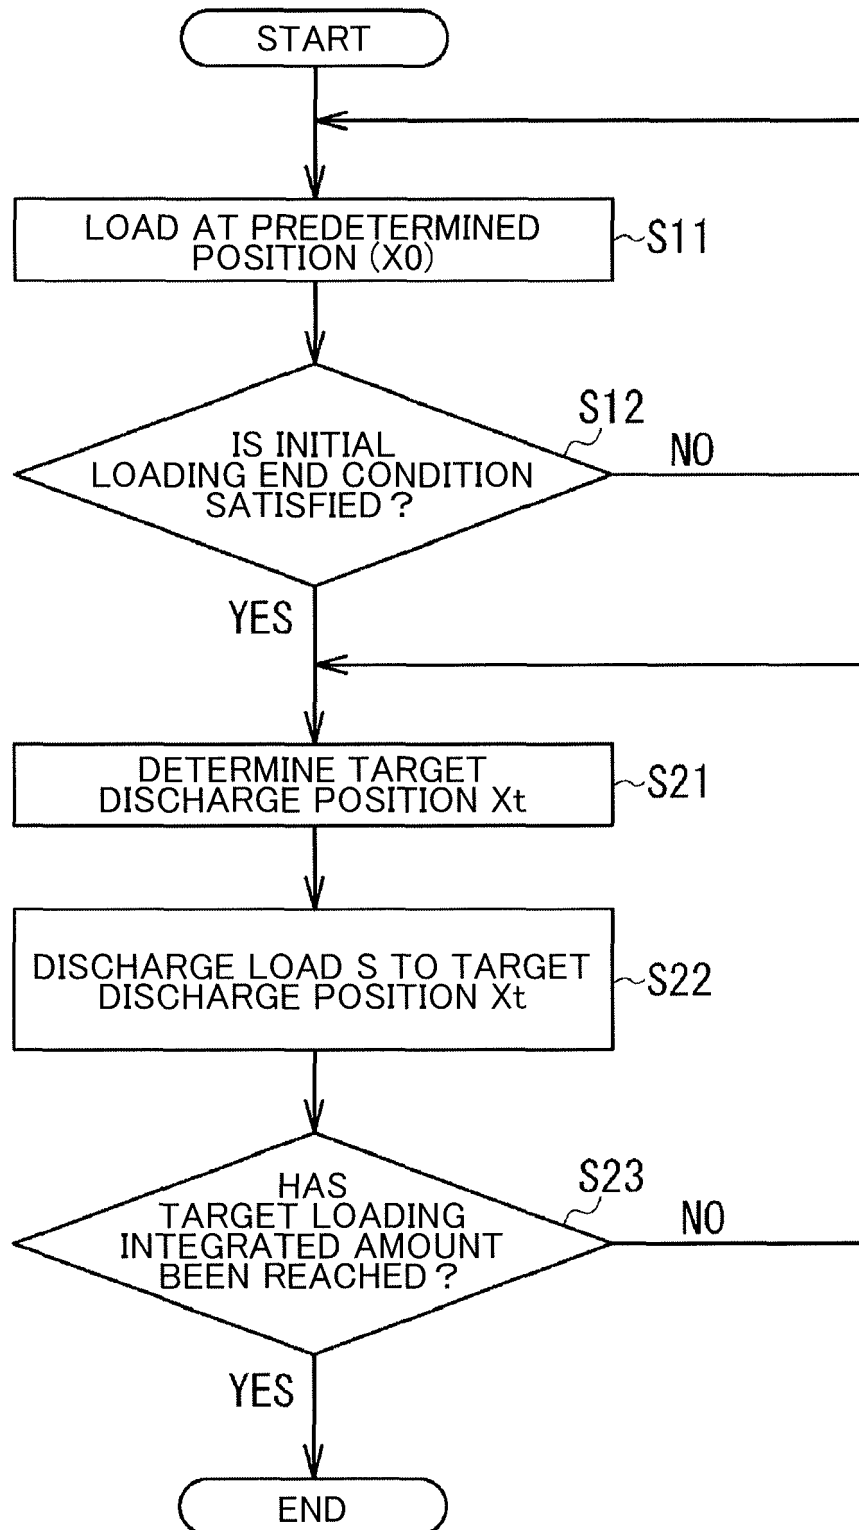 START
LOAD AT PREDETERMINED
POSITION (X0)
S11
S12
IS INITIAL
LOADING END CONDITION
SATISFIED?
NO
YES
DETERMINE TARGET
DISCHARGE POSITION Xt
S21
DISCHARGE LOAD S TO TARGET
DISCHARGE POSITION Xt
S22
S23
HAS
TARGET LOADING
INTEGRATED AMOUNT
BEEN REACHED?
NO
YES
END